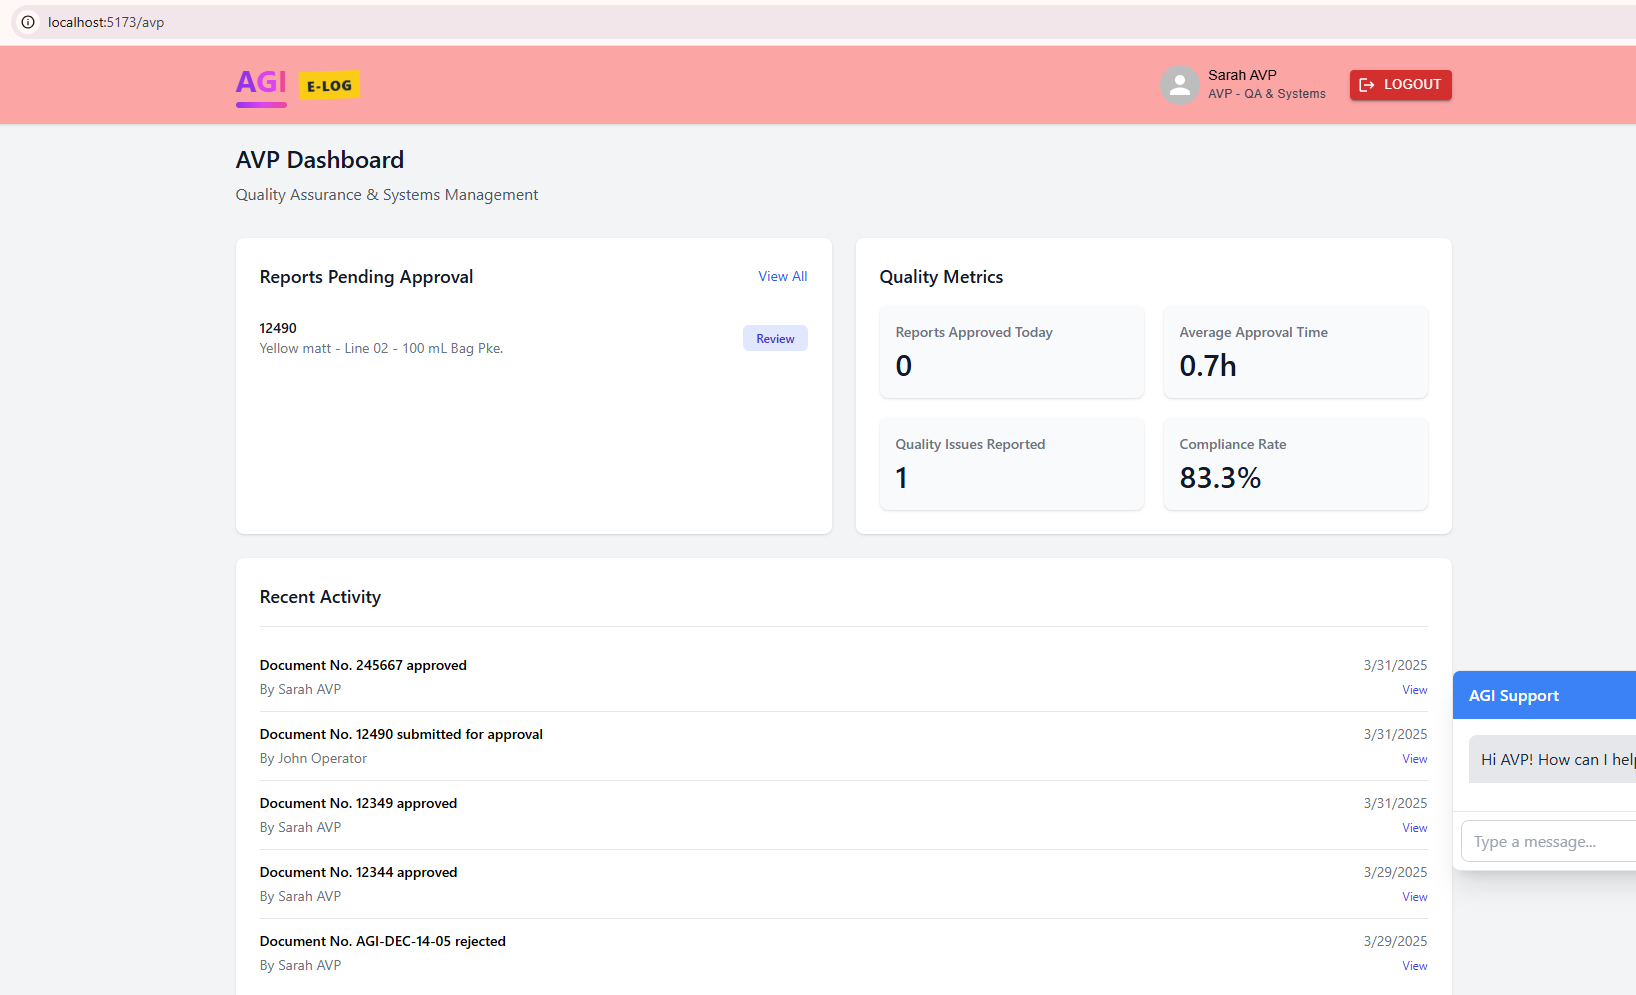 localhost:5173/avp
AGI E-LOG
Sarah AVP
AVP - QA & Systems
LOGOUT
AVP Dashboard
Quality Assurance & Systems Management
Reports Pending Approval
View All
12490
Yellow matt - Line 02 - 100 mL Bag Pke.
Review
Quality Metrics
Reports Approved Today
0
Average Approval Time
0.7h
Quality Issues Reported
1
Compliance Rate
83.3%
Recent Activity
Document No. 245667 approved
3/31/2025
By Sarah AVP
View
Document No. 12490 submitted for approval
3/31/2025
By John Operator
View
Document No. 12349 approved
3/31/2025
By Sarah AVP
View
Document No. 12344 approved
3/29/2025
By Sarah AVP
View
Document No. AGI-DEC-14-05 rejected
3/29/2025
By Sarah AVP
View
AGI Support
Hi AVP! How can I help
Type a message...